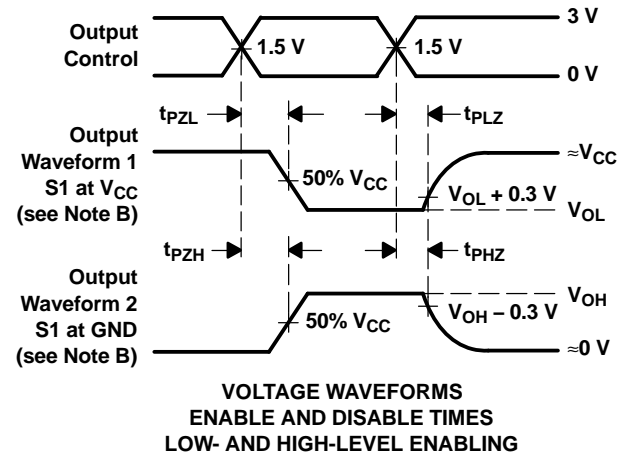 Output
Control
1.5 V
1.5 V
3 V
0 V
tPZL
tPLZ
Output
Waveform 1
S1 at VCC
(see Note B)
50% VCC
≈VCC
VOL + 0.3 V
VOL
tPZH
tPHZ
Output
Waveform 2
S1 at GND
(see Note B)
50% VCC
VOH
VOH − 0.3 V
≈0 V
VOLTAGE WAVEFORMS
ENABLE AND DISABLE TIMES
LOW- AND HIGH-LEVEL ENABLING